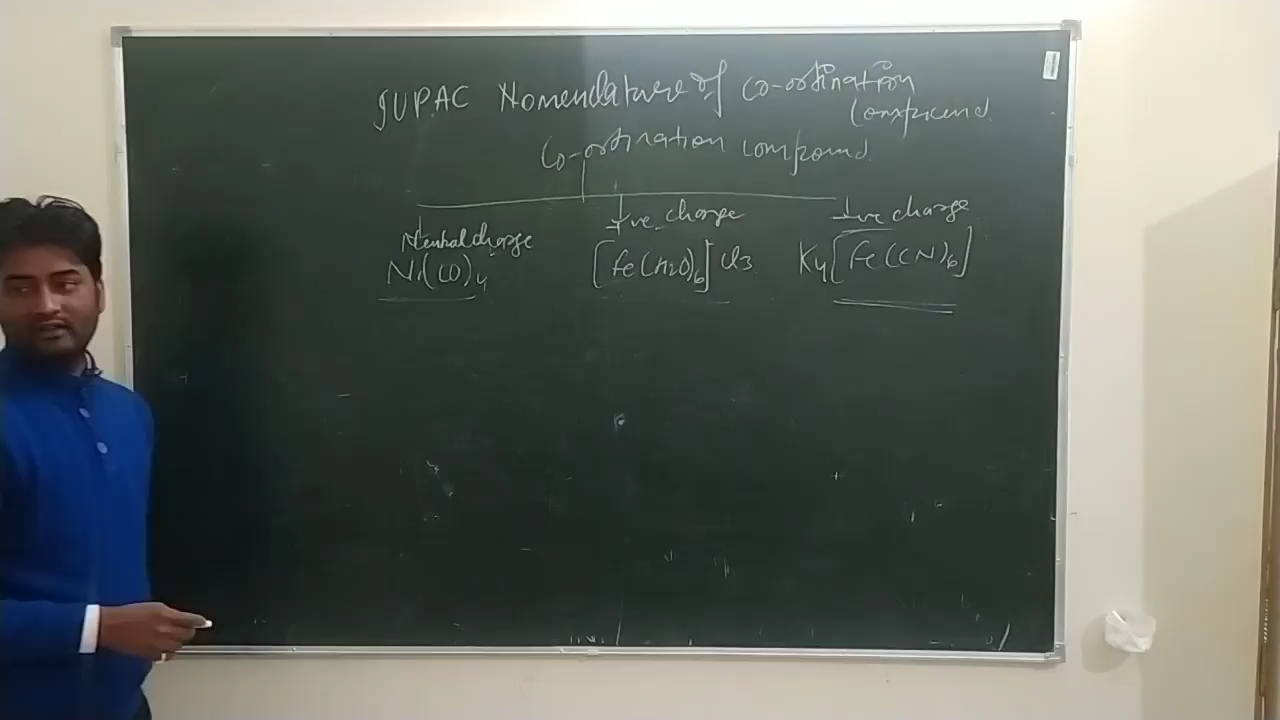 IUPAC Nomenclature of Co-ordination
Compound
Co-ordination compound
Neutral charge +ve charge -ve charge
Ni(CO)4 [Fe(H2O)6]Cl3 K4[Fe(CN)6]